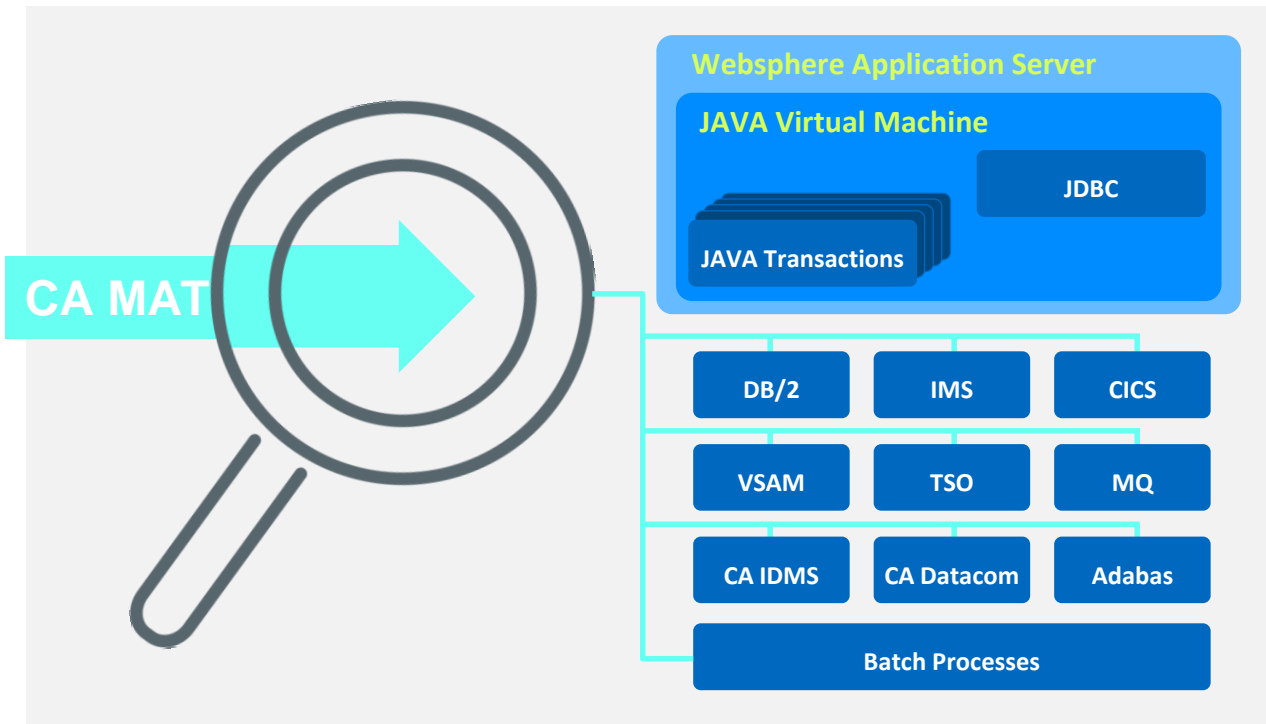 CA MAT
Websphere Application Server
JAVA Virtual Machine
JDBC
JAVA Transactions
DB/2
IMS
CICS
VSAM
TSO
MQ
CA IDMS
CA Datacom
Adabas
Batch Processes